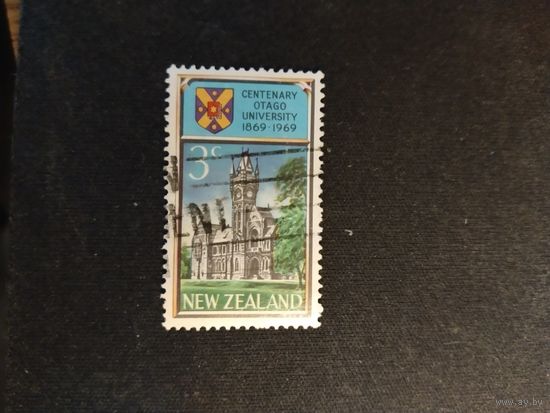 CENTENARY
OTAGO
UNIVERSITY
1869-1969
3c
NEW ZEALAND
www.ay.by